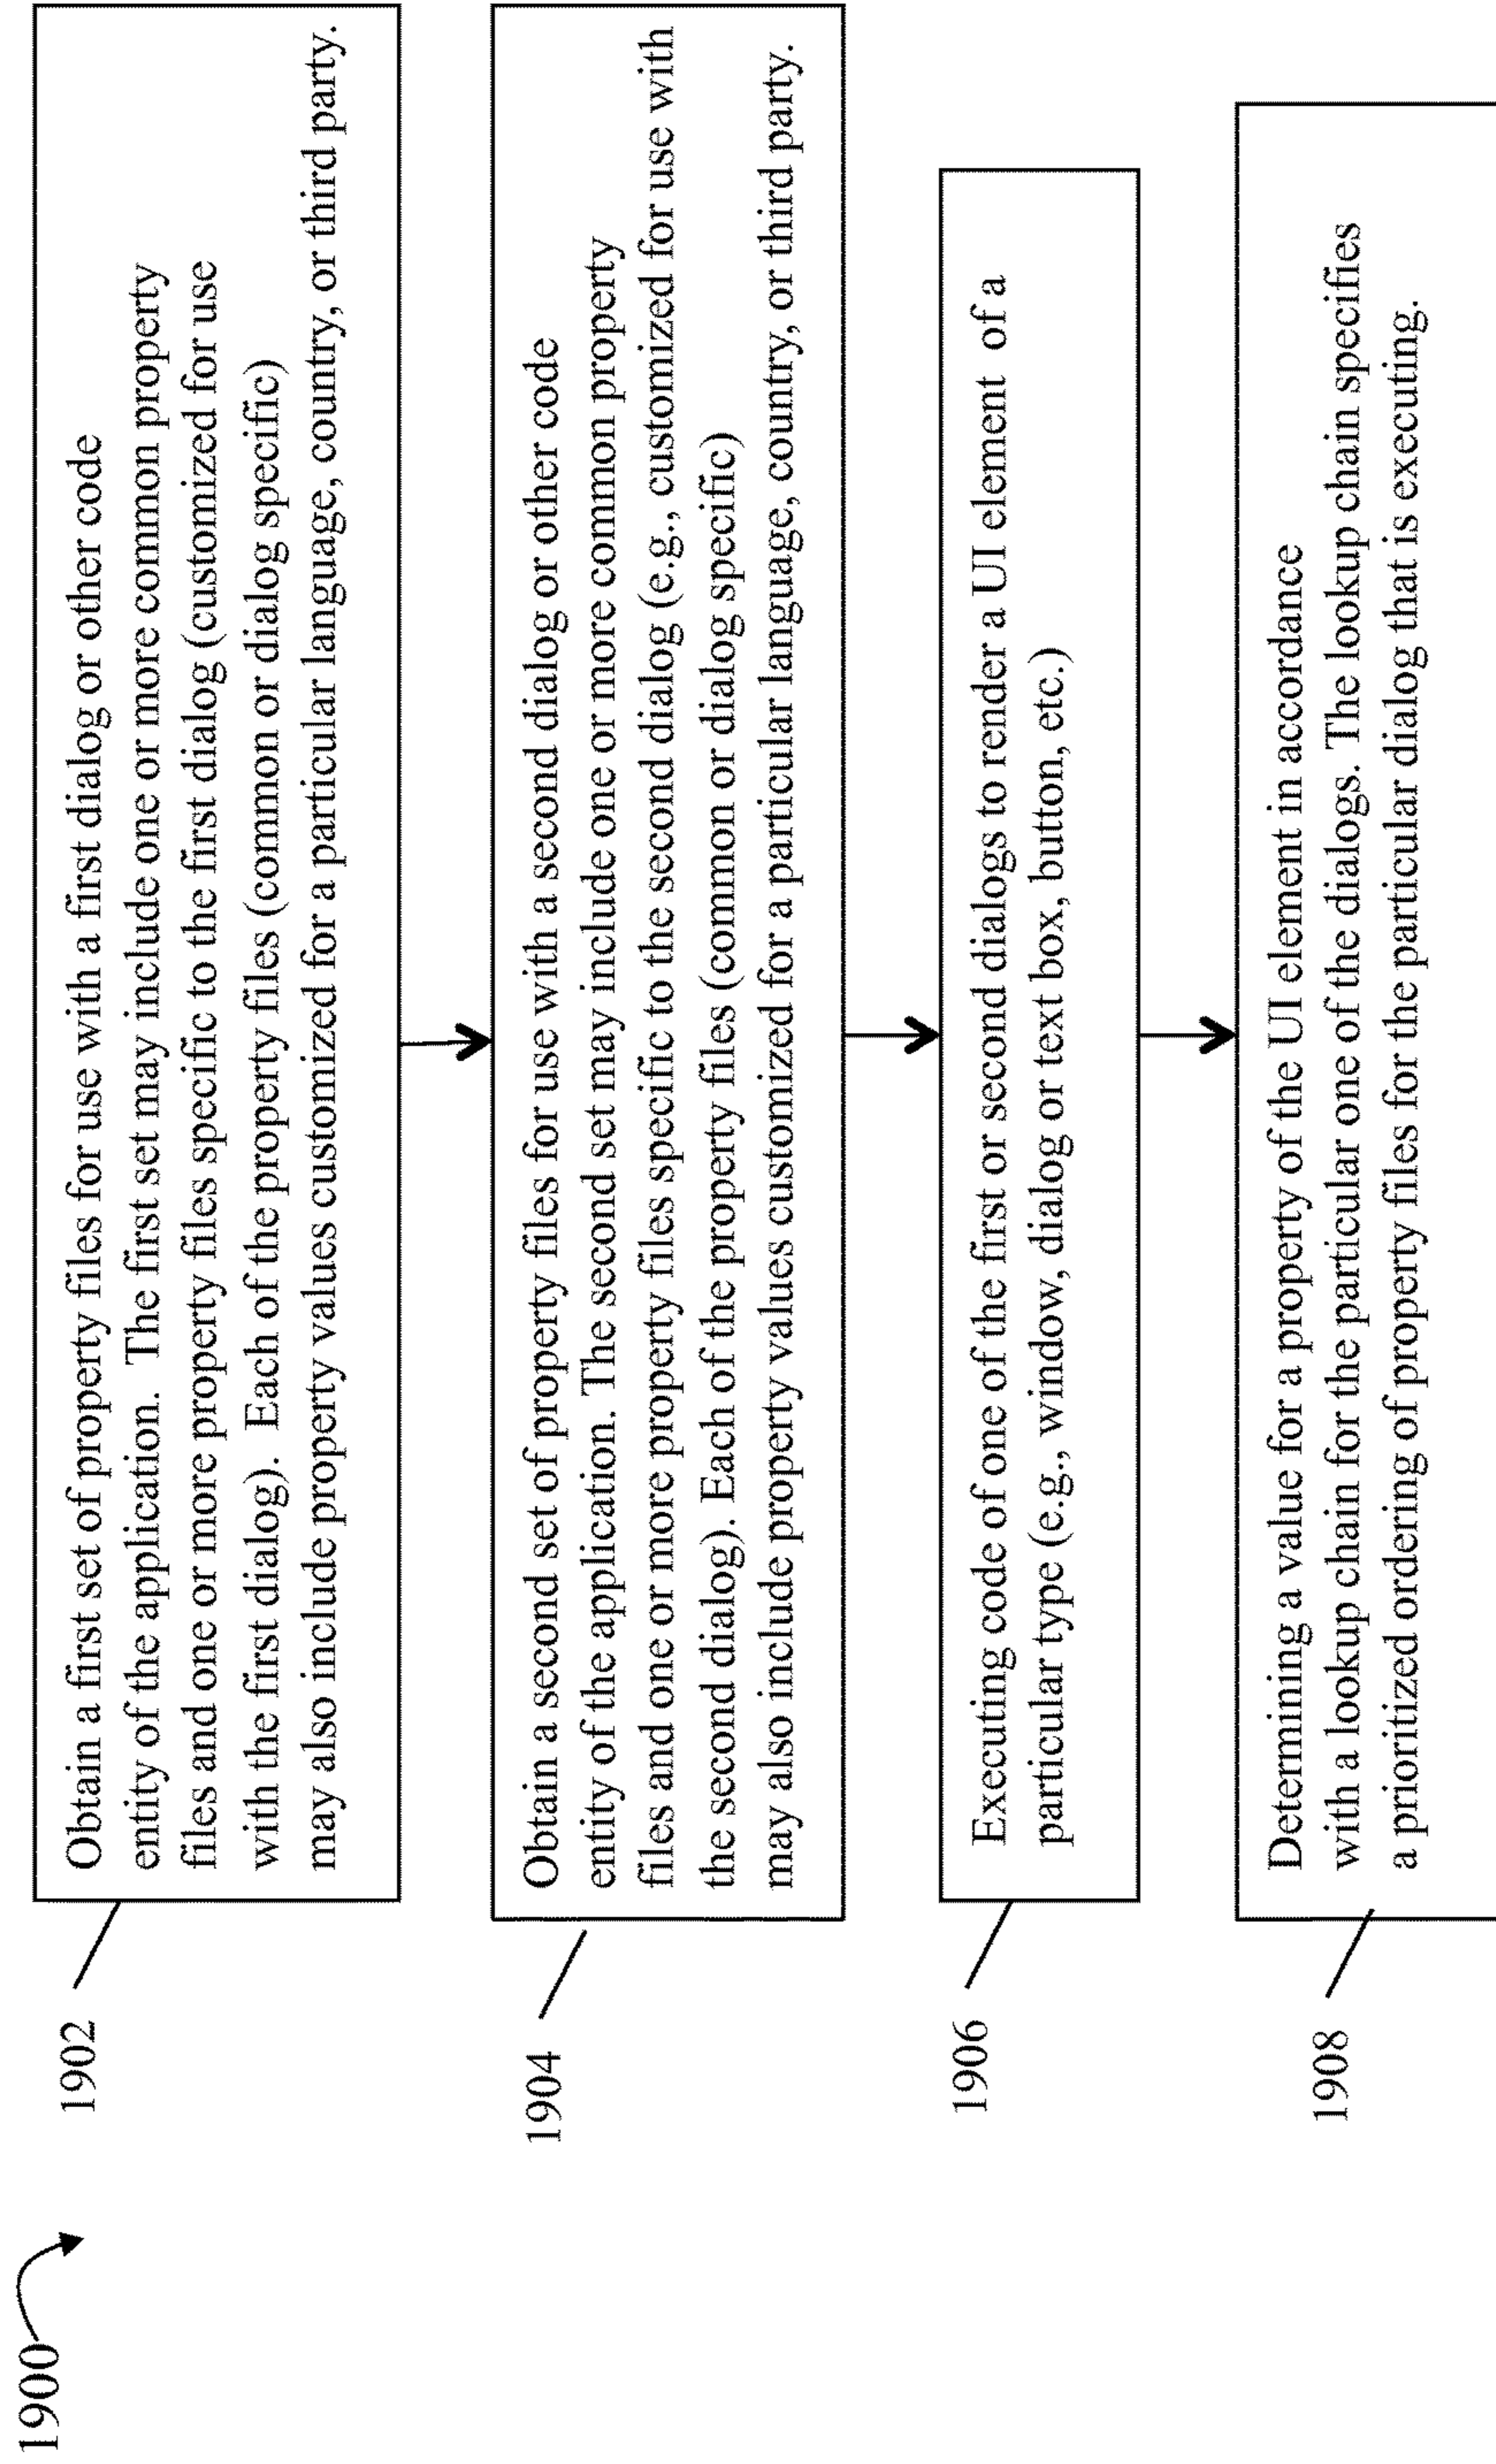 1900
1902
Obtain a first set of property files for use with a first dialog or other code
entity of the application. The first set may include one or more common property
files and one or more property files specific to the first dialog (customized for use
with the first dialog). Each of the property files (common or dialog specific)
may also include property values customized for a particular language, country, or third party.
1904
Obtain a second set of property files for use with a second dialog or other code
entity of the application. The second set may include one or more common property
files and one or more property files specific to the second dialog (e.g., customized for use with
the second dialog). Each of the property files (common or dialog specific)
may also include property values customized for a particular language, country, or third party.
1906
Executing code of one of the first or second dialogs to render a UI element of a
particular type (e.g., window, dialog or text box, button, etc.)
1908
Determining a value for a property of the UI element in accordance
with a lookup chain for the particular one of the dialogs. The lookup chain specifies
a prioritized ordering of property files for the particular dialog that is executing.